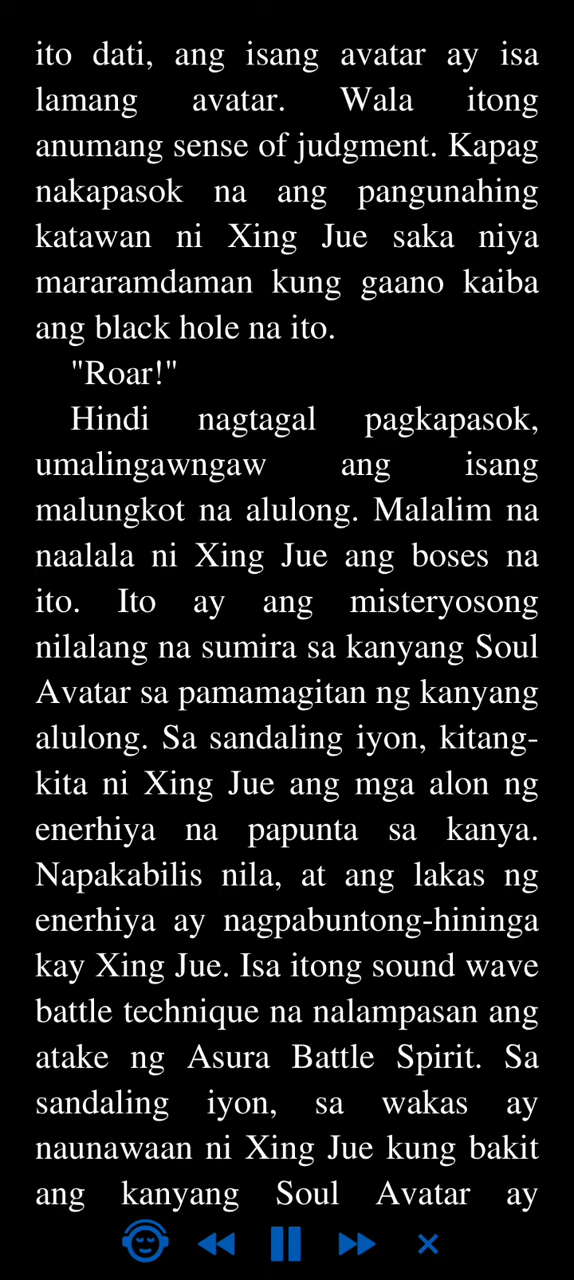 ito dati, ang isang avatar ay isa
lamang avatar. Wala itong
anumang sense of judgment. Kapag
nakapasok na ang pangunahing
katawan ni Xing Jue saka niya
mararamdaman kung gaano kaiba
ang black hole na ito.
"Roar!"
Hindi nagtagal pagkapasok,
umalingawngaw ang isang
malungkot na alulong. Malalim na
naalala ni Xing Jue ang boses na
ito. Ito ay ang misteryosong
nilalang na sumira sa kanyang Soul
Avatar sa pamamagitan ng kanyang
alulong. Sa sandaling iyon, kitang-
kita ni Xing Jue ang mga alon ng
enerhiya na papunta sa kanya.
Napakabilis nila, at ang lakas ng
enerhiya ay nagpabuntong-hininga
kay Xing Jue. Isa itong sound wave
battle technique na nalampasan ang
atake ng Asura Battle Spirit. Sa
sandaling iyon, sa wakas ay
naunawaan ni Xing Jue kung bakit
ang kanyang Soul Avatar ay